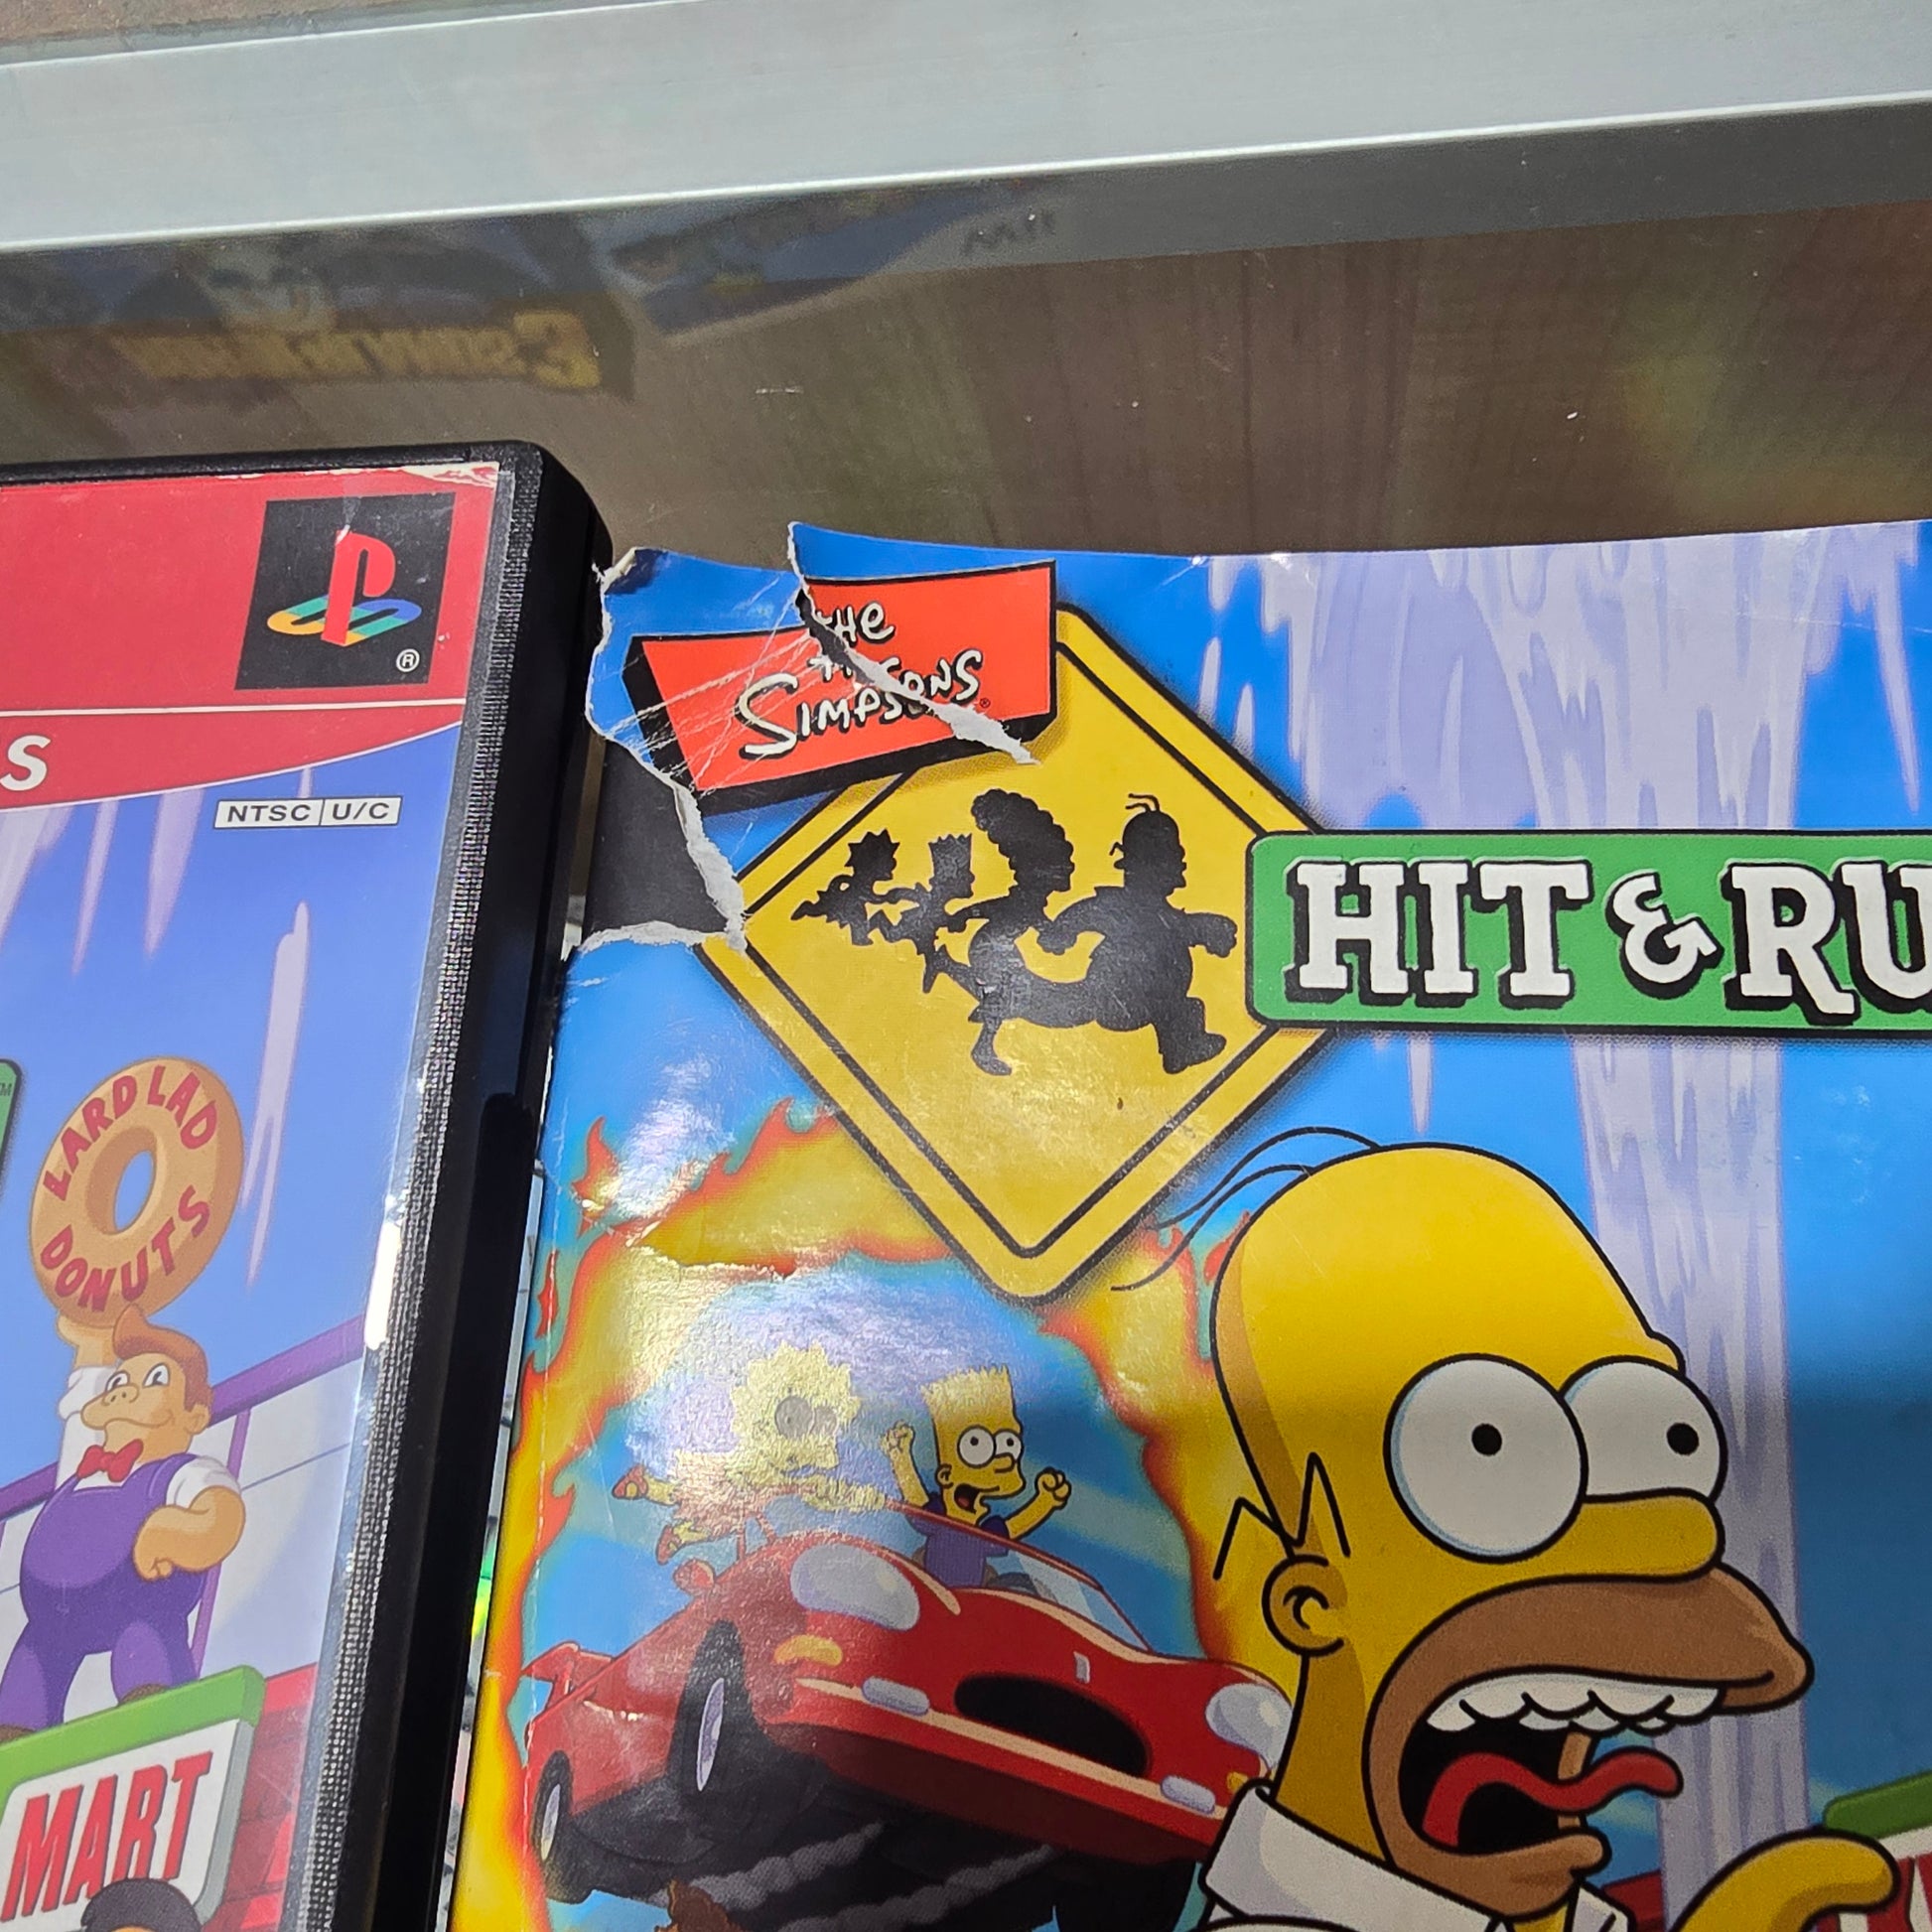 S
NTSC U/C
®
LARD LAD
DONUTS
MART
THE
SIMPSONS
HIT & RU